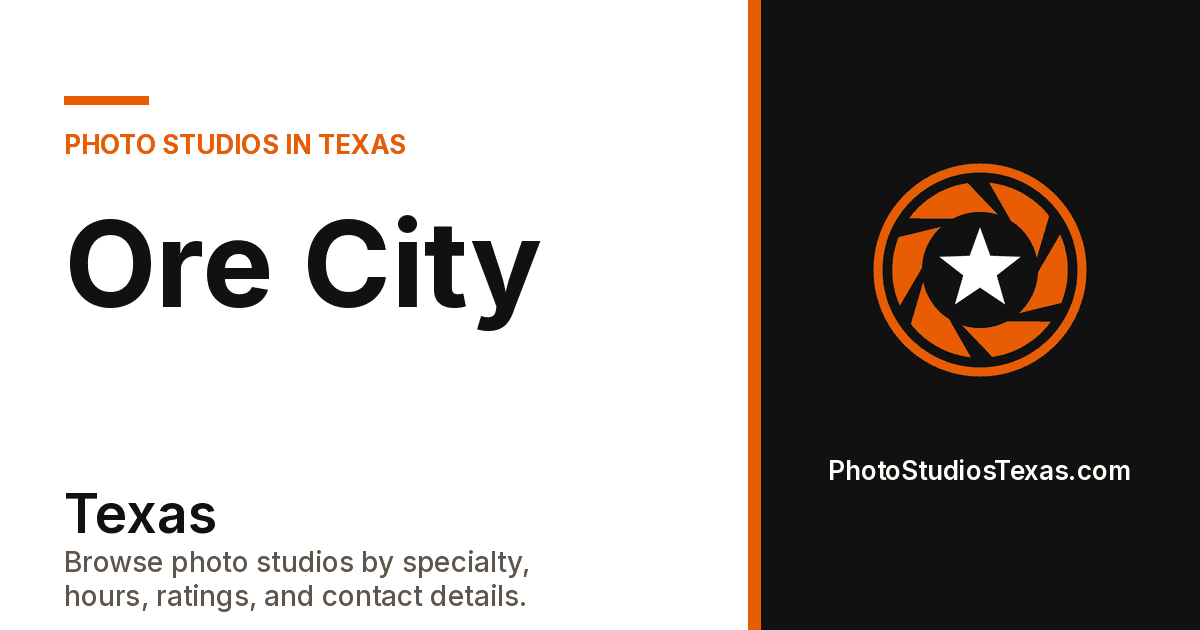 PHOTO STUDIOS IN TEXAS
Ore City
Texas
Browse photo studios by specialty,
hours, ratings, and contact details.
PhotoStudiosTexas.com